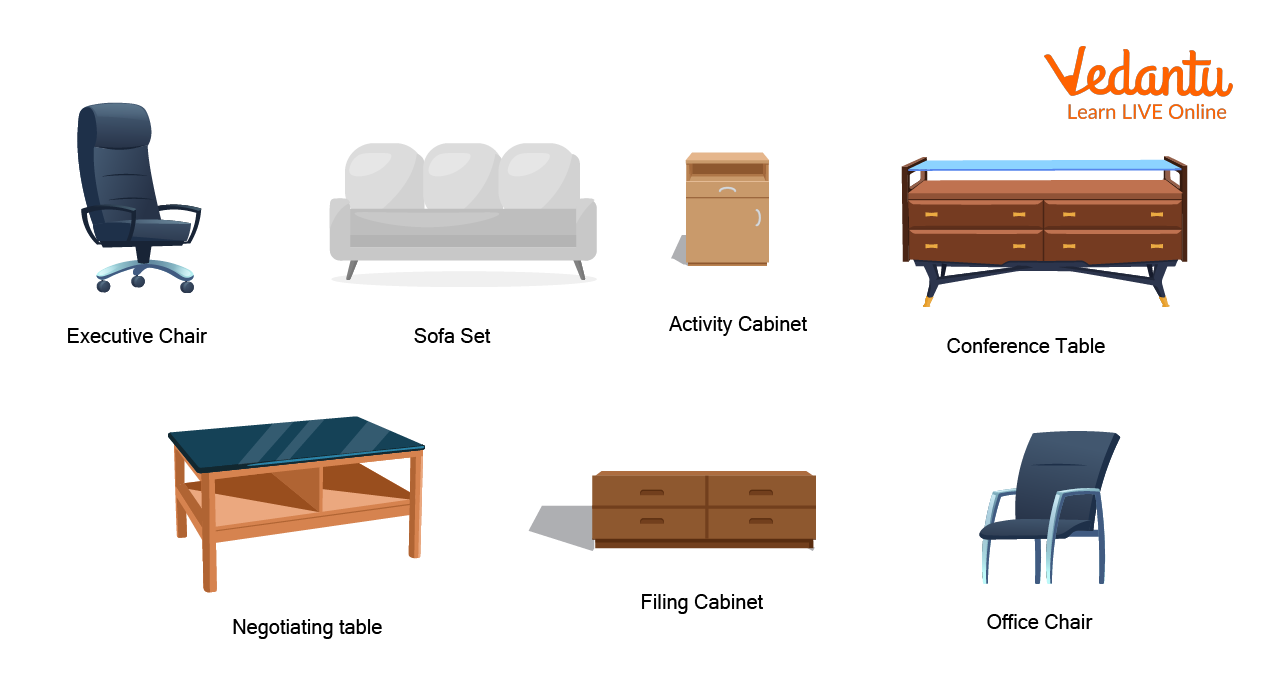 Vedantu
Learn LIVE Online
Executive Chair
Sofa Set
Activity Cabinet
Conference Table
Negotiating table
Filing Cabinet
Office Chair